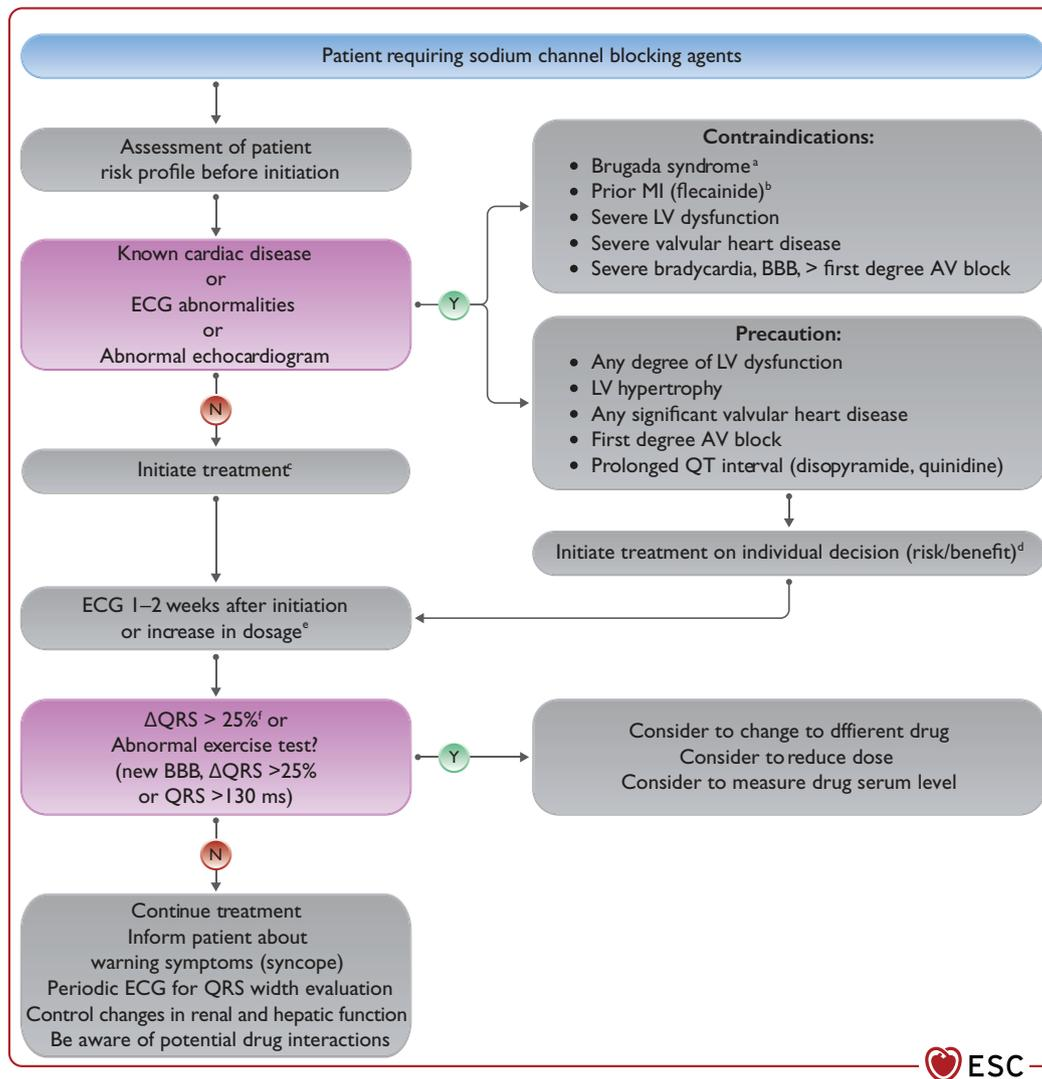 Patient requiring sodium channel blocking agents
Assessment of patient
risk profile before initiation
Known cardiac disease
or
ECG abnormalities
or
Abnormal echocardiogram
Y
Contraindications:
• Brugada syndromeᵃ
• Prior MI (flecainide)ᵇ
• Severe LV dysfunction
• Severe valvular heart disease
• Severe bradycardia, BBB, > first degree AV block
Precaution:
• Any degree of LV dysfunction
• LV hypertrophy
• Any significant valvular heart disease
• First degree AV block
• Prolonged QT interval (disopyramide, quinidine)
N
Initiate treatmentᶜ
Initiate treatment on individual decision (risk/benefit)ᵈ
ECG 1–2 weeks after initiation
or increase in dosageᵉ
ΔQRS > 25%ᶠ or
Abnormal exercise test?
(new BBB, ΔQRS >25%
or QRS >130 ms)
Y
Consider to change to dffierent drug
Consider to reduce dose
Consider to measure drug serum level
N
Continue treatment
Inform patient about
warning symptoms (syncope)
Periodic ECG for QRS width evaluation
Control changes in renal and hepatic function
Be aware of potential drug interactions
ESC